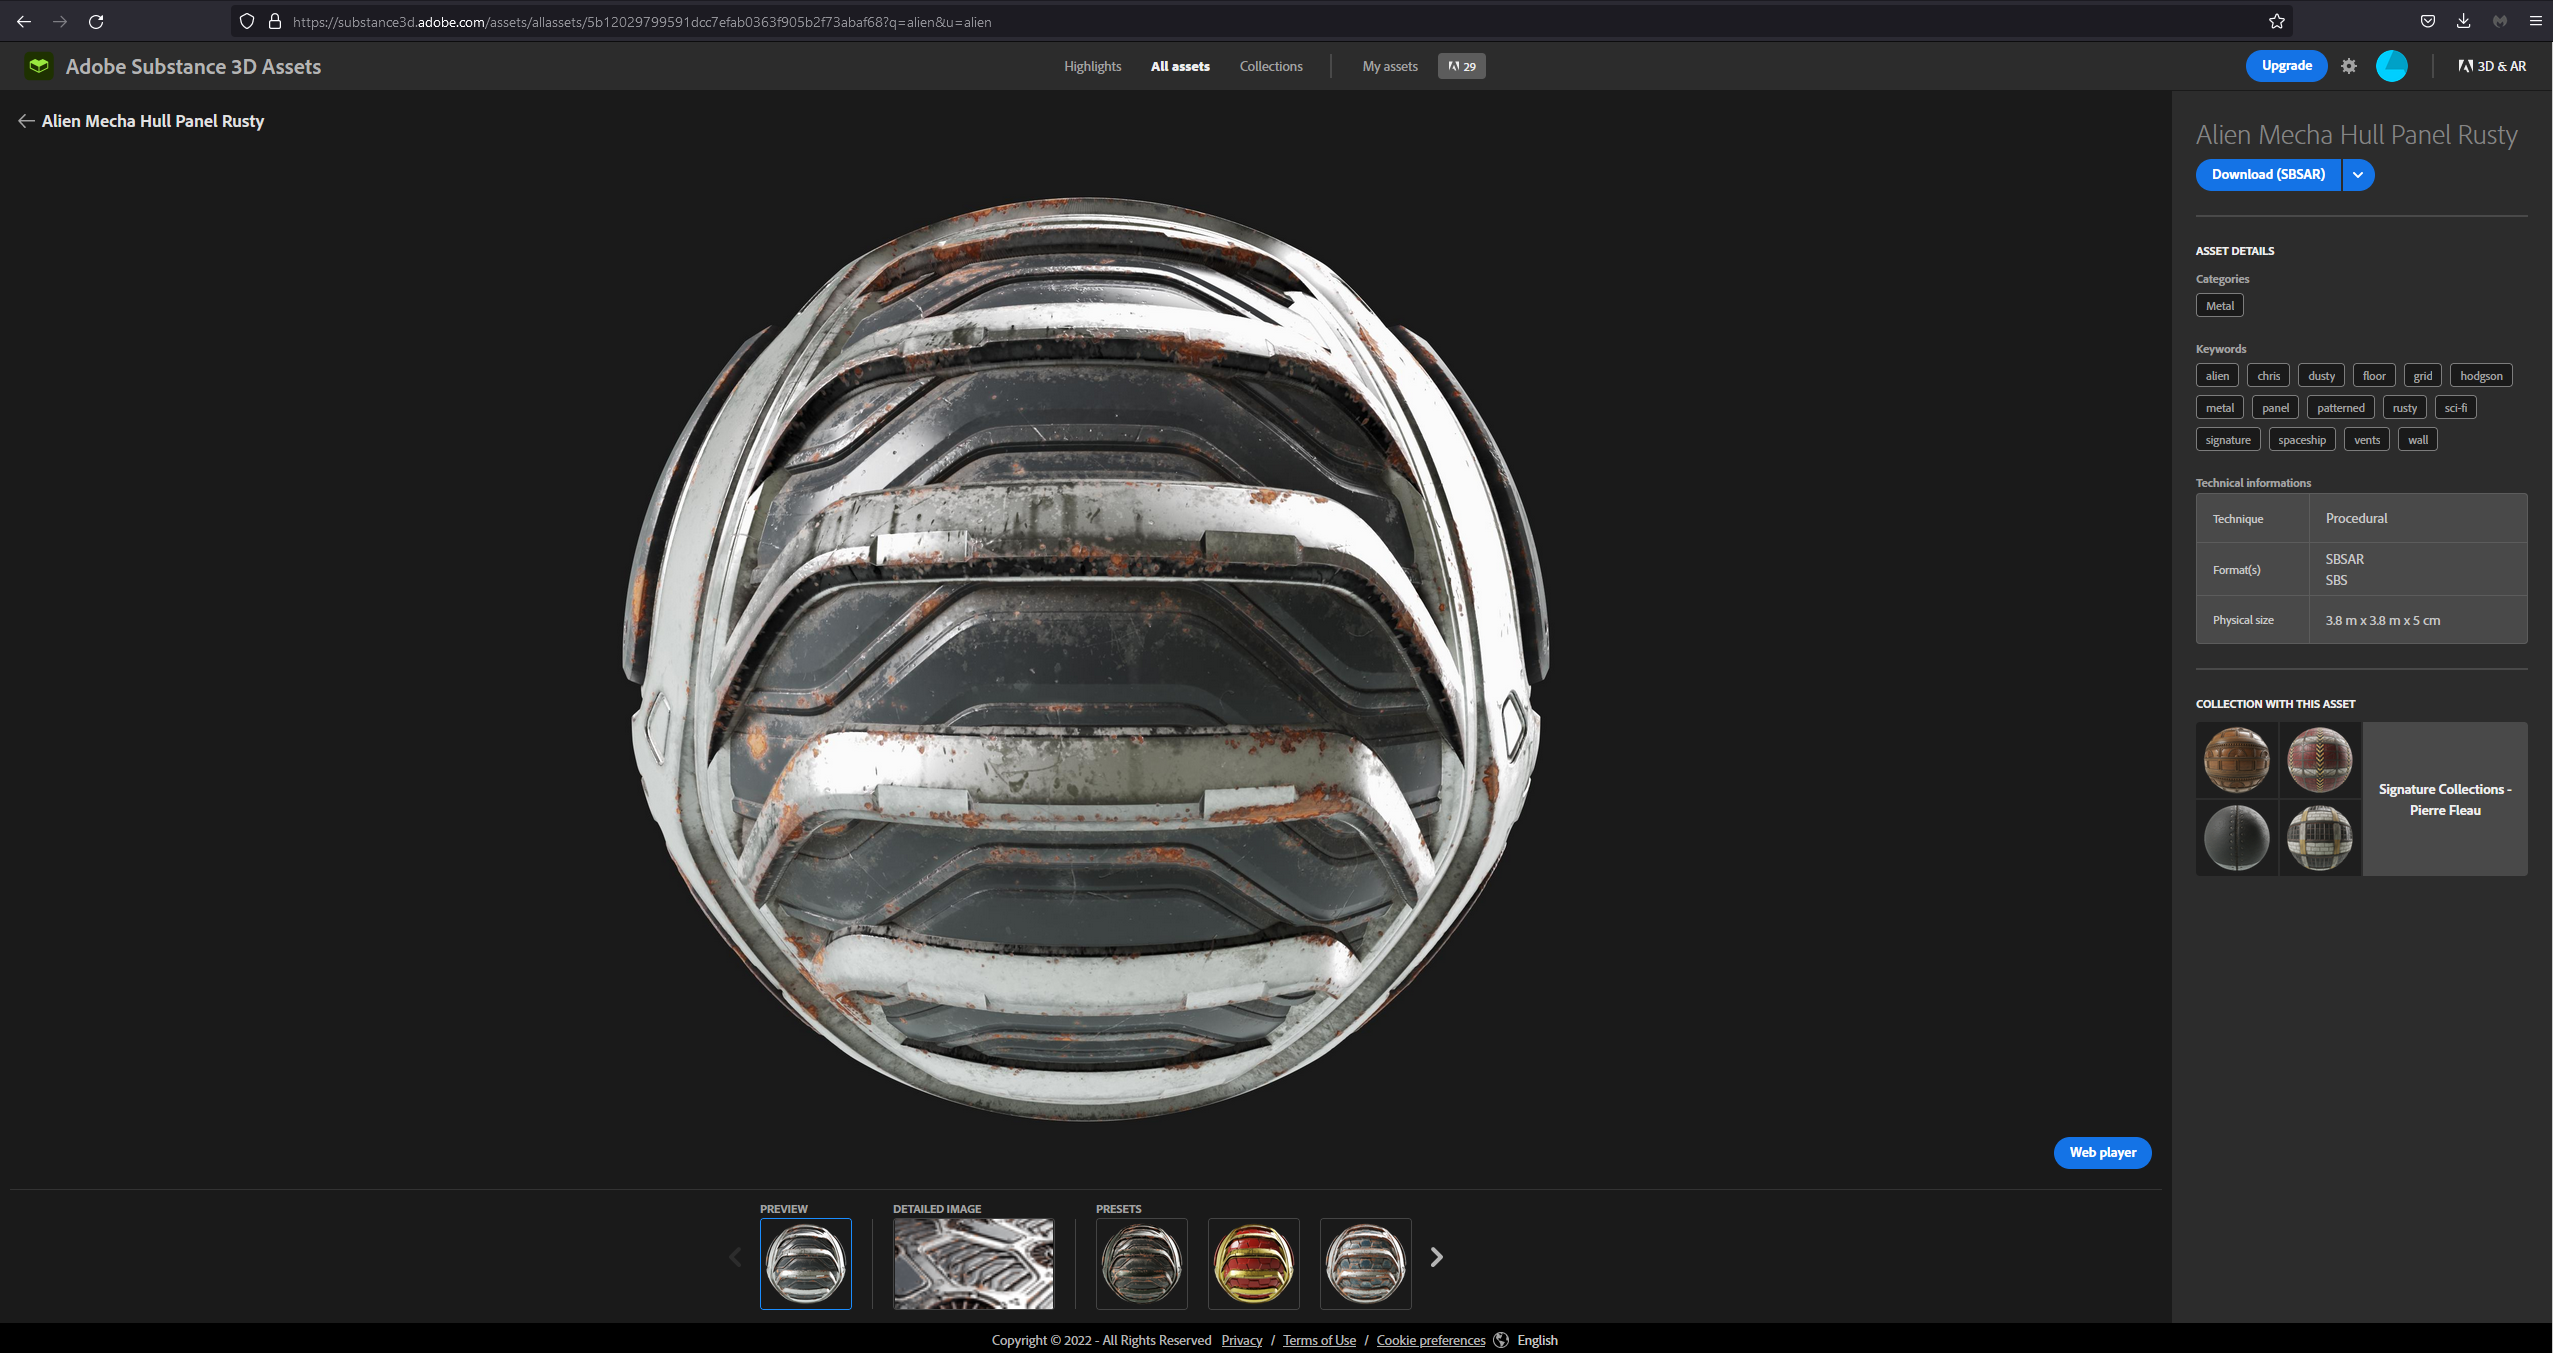 https://substance3d.adobe.com/assets/allassets/5b12029799591dcc7efab0363f905b2f73abaf68?q=alien&u=alien
Adobe Substance 3D Assets
Highlights
All assets
Collections
My assets
29
Upgrade
3D & AR
Alien Mecha Hull Panel Rusty
Alien Mecha Hull Panel Rusty
Download (SBSAR)
ASSET DETAILS
Categories
Metal
Keywords
alien chris dusty floor grid hodgson
metal panel patterned rusty sci-fi
signature spaceship vents wall
Technical informations
Technique Procedural
Format(s) SBSAR
SBS
Physical size 3.8 m x 3.8 m x 5 cm
COLLECTION WITH THIS ASSET
Signature Collections -
Pierre Fleau
Web player
PREVIEW
DETAILED IMAGE
PRESETS
Copyright © 2022 - All Rights Reserved Privacy / Terms of Use / Cookie preferences English